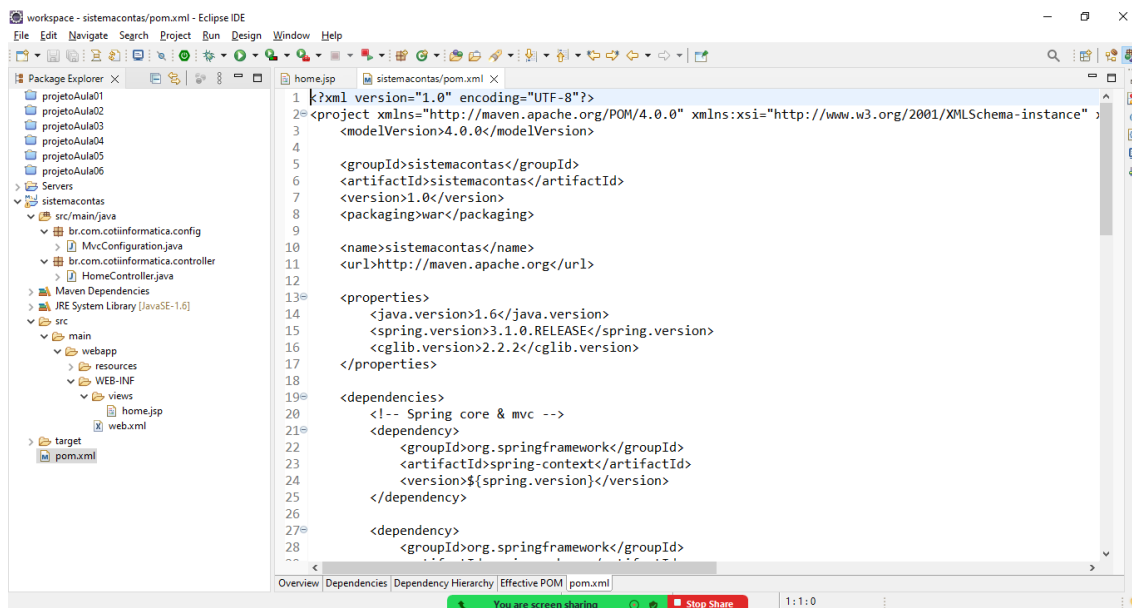 workspace - sistemacontas/pom.xml - Eclipse IDE
File Edit Navigate Search Project Run Design Window Help
Package Explorer
projetoAula01
projetoAula02
projetoAula03
projetoAula04
projetoAula05
projetoAula06
Servers
sistemacontas
src/main/java
br.com.cotiinformatica.config
MvcConfiguration.java
br.com.cotiinformatica.controller
HomeController.java
Maven Dependencies
JRE System Library [JavaSE-1.6]
src
main
webapp
resources
WEB-INF
views
home.jsp
web.xml
target
pom.xml
home.jsp sistemacontas/pom.xml
1 <?xml version="1.0" encoding="UTF-8"?>
2 <project xmlns="http://maven.apache.org/POM/4.0.0" xmlns:xsi="http://www.w3.org/2001/XMLSchema-instance"
3 <modelVersion>4.0.0</modelVersion>
4
5 <groupId>sistemacontas</groupId>
6 <artifactId>sistemacontas</artifactId>
7 <version>1.0</version>
8 <packaging>war</packaging>
9
10 <name>sistemacontas</name>
11 <url>http://maven.apache.org</url>
12
13 <properties>
14 <java.version>1.6</java.version>
15 <spring.version>3.1.0.RELEASE</spring.version>
16 <cglib.version>2.2.2</cglib.version>
17 </properties>
18
19 <dependencies>
20 <!-- Spring core & mvc -->
21 <dependency>
22 <groupId>org.springframework</groupId>
23 <artifactId>spring-context</artifactId>
24 <version>${spring.version}</version>
25 </dependency>
26
27 <dependency>
28 <groupId>org.springframework</groupId>
Overview Dependencies Dependency Hierarchy Effective POM pom.xml
You are screen sharing Stop Share 1:1:0